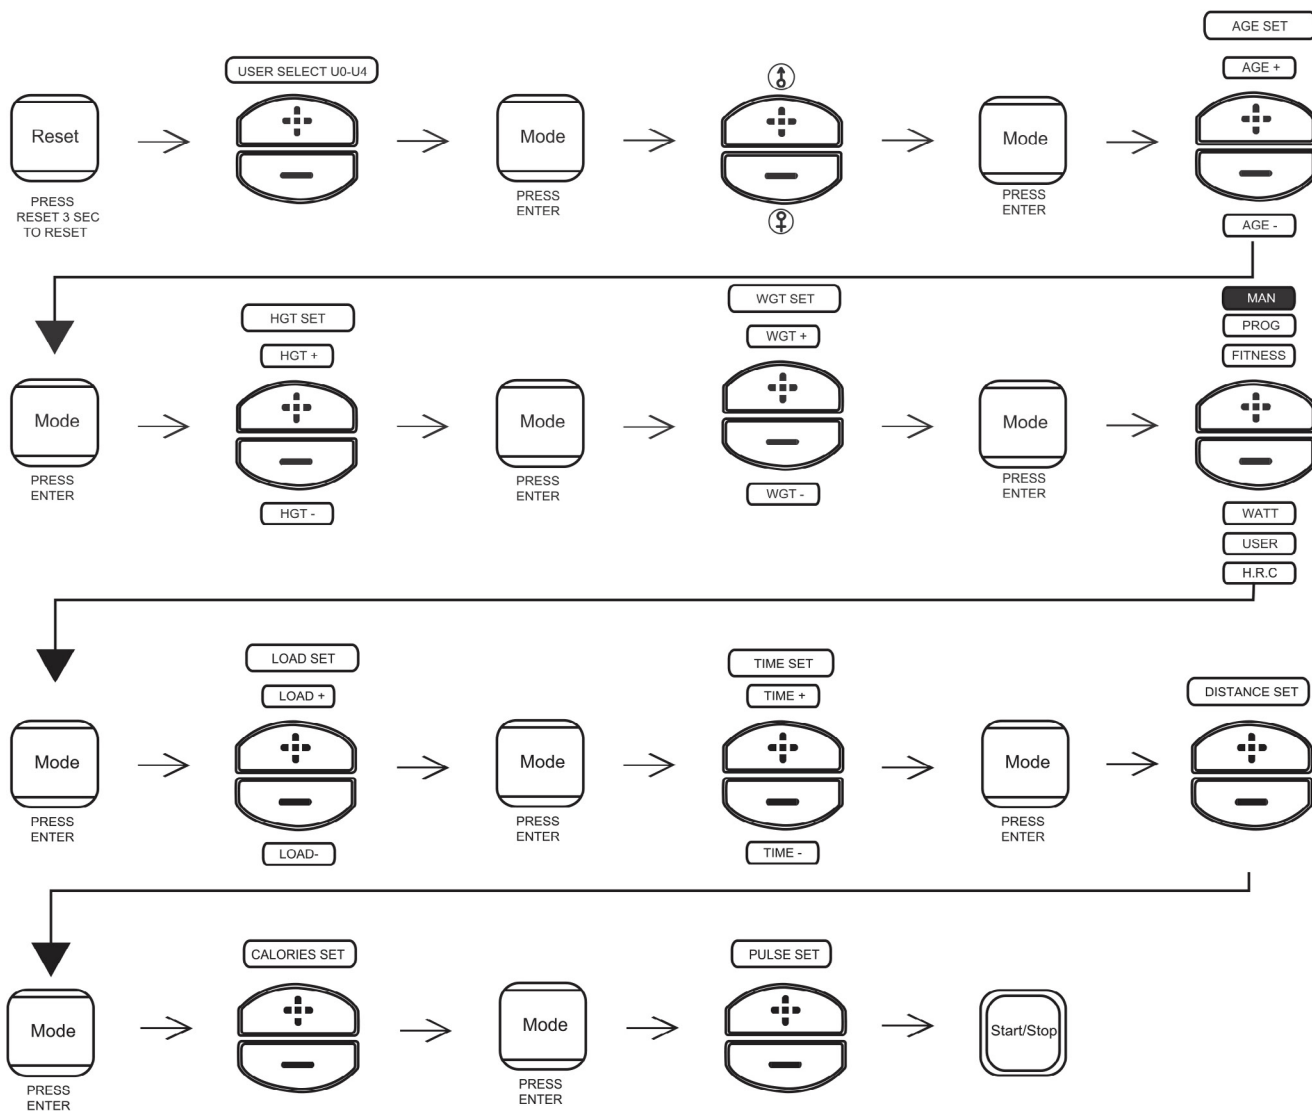 USER SELECT U0-U4
AGE SET
AGE +
Reset
Mode
Mode
PRESS
RESET 3 SEC
TO RESET
PRESS
ENTER
PRESS
ENTER
AGE -
HGT SET
HGT +
WGT SET
WGT +
MAN
PROG
FITNESS
Mode
Mode
Mode
PRESS
ENTER
HGT -
PRESS
ENTER
WGT -
PRESS
ENTER
WATT
USER
H.R.C
LOAD SET
LOAD +
TIME SET
TIME +
DISTANCE SET
Mode
Mode
Mode
PRESS
ENTER
LOAD-
PRESS
ENTER
TIME -
PRESS
ENTER
CALORIES SET
PULSE SET
Mode
Mode
Start/Stop
PRESS
ENTER
PRESS
ENTER